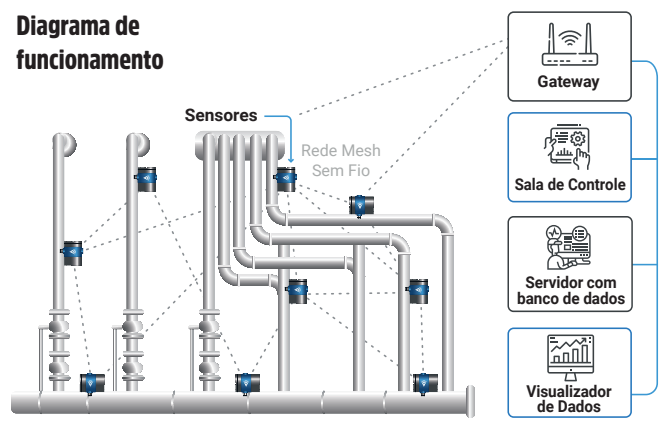 Diagrama de
funcionamento
Sensores
Rede Mesh
Sem Fio
Gateway
Sala de Controle
Servidor com
banco de dados
Visualizador
de Dados